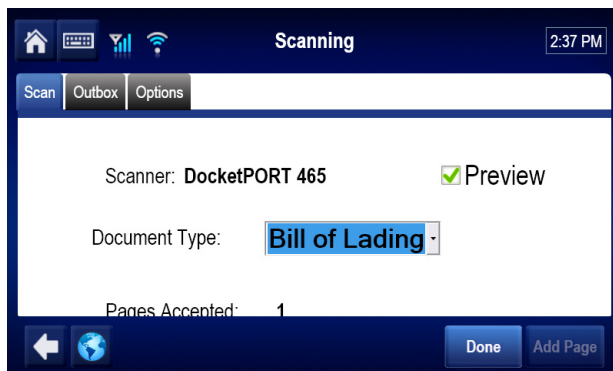 Scanning
2:37 PM
Scan Outbox Options
Scanner: DocketPORT 465 Preview
Document Type: Bill of Lading
Pages Accepted: 1
Done Add Page